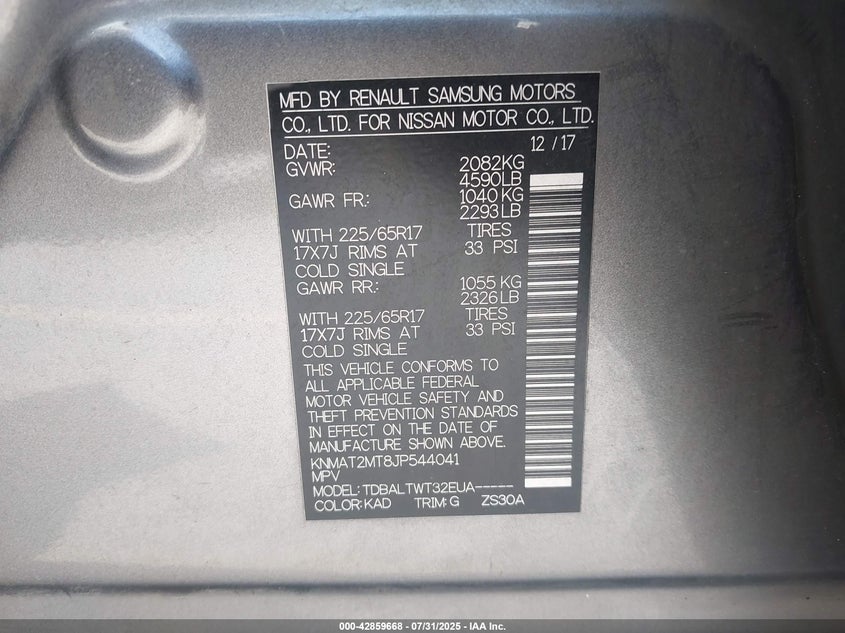 MFD BY RENAULT SAMSUNG MOTORS
CO., LTD. FOR NISSAN MOTOR CO., LTD.
DATE: 12 / 17
GVWR: 2082KG
4590LB
GAWR FR: 1040 KG
2293 LB
WITH 225/65R17 TIRES
17X7J RIMS AT 33 PSI
COLD SINGLE
GAWR RR: 1055 KG
2326 LB
WITH 225/65R17 TIRES
17X7J RIMS AT 33 PSI
COLD SINGLE
THIS VEHICLE CONFORMS TO
ALL APPLICABLE FEDERAL
MOTOR VEHICLE SAFETY AND
THEFT PREVENTION STANDARDS
IN EFFECT ON THE DATE OF
MANUFACTURE SHOWN ABOVE.
KNMAT2MT8JP544041
MPV
MODEL: TDBALTWT32EUA-----
COLOR: KAD TRIM: G ZS30A
000-42859668 - 07/31/2025 - IAA Inc.